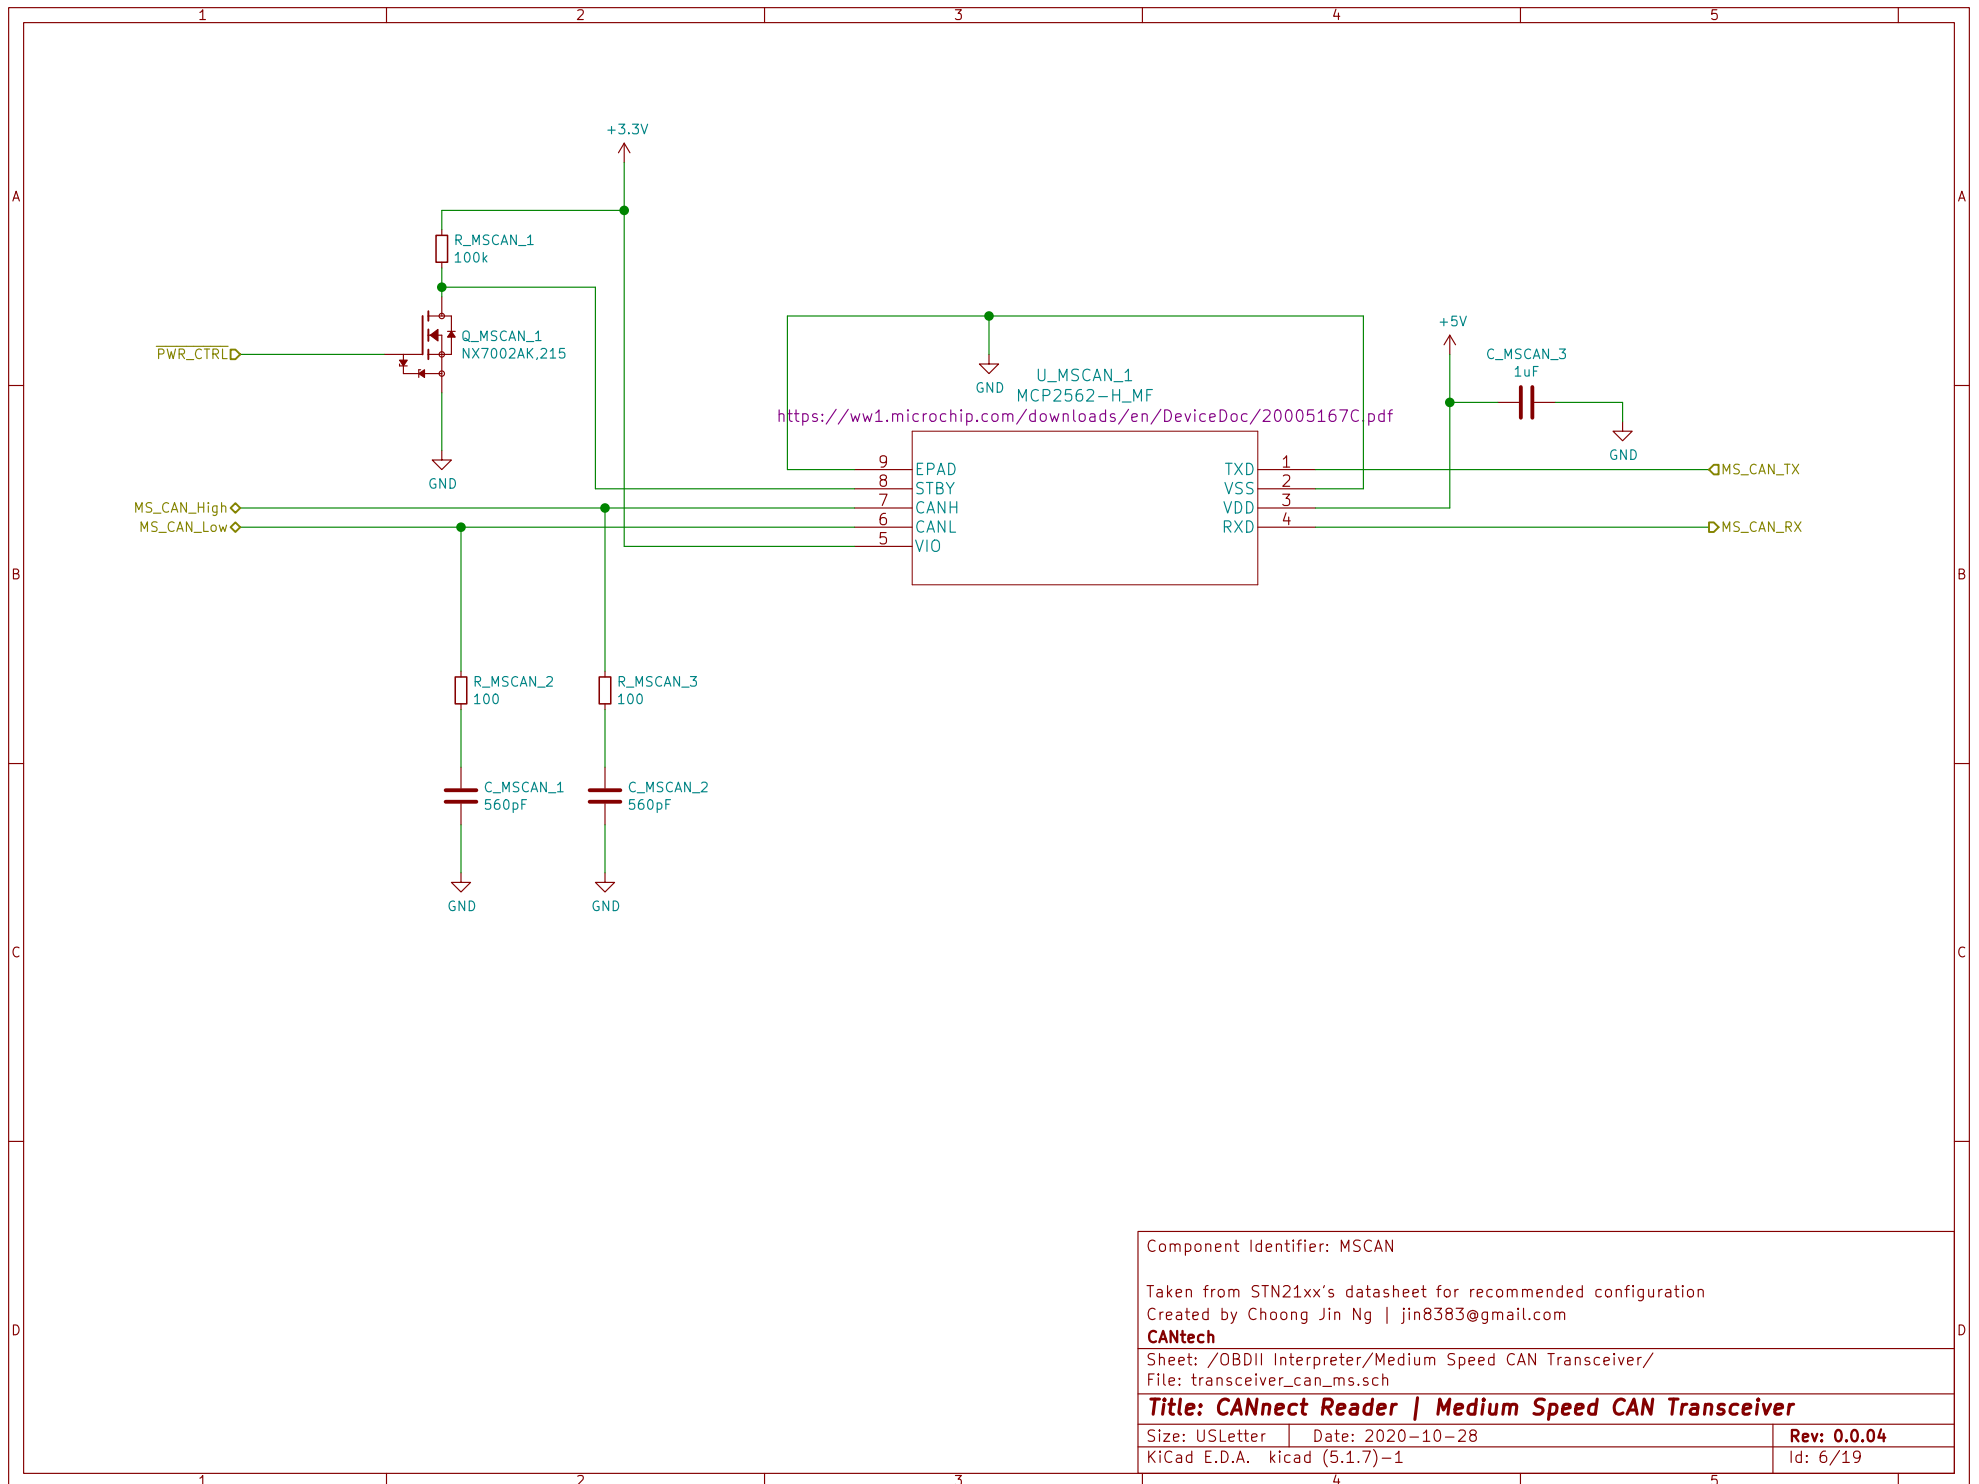 1 2 3 4 5
+3.3V
A A
R_MSCAN_1
100k
Q_MSCAN_1
NX7002AK,215
PWR_CTRL
GND
GND
U_MSCAN_1
MCP2562-H_MF
https://ww1.microchip.com/downloads/en/DeviceDoc/20005167C.pdf
+5V
C_MSCAN_3
1uF
GND
9 EPAD
8 STBY
7 CANH
6 CANL
5 VIO
TXD 1
VSS 2
VDD 3
RXD 4
MS_CAN_TX
MS_CAN_RX
MS_CAN_High
MS_CAN_Low
B B
R_MSCAN_2
100
R_MSCAN_3
100
C_MSCAN_1
560pF
C_MSCAN_2
560pF
GND
GND
C C
D D
Component Identifier: MSCAN
Taken from STN21xx's datasheet for recommended configuration
Created by Choong Jin Ng | jin8383@gmail.com
CANtech
Sheet: /OBDII Interpreter/Medium Speed CAN Transceiver/
File: transceiver_can_ms.sch
Title: CANnect Reader | Medium Speed CAN Transceiver
Size: USLetter Date: 2020-10-28 Rev: 0.0.04
KiCad E.D.A. kicad (5.1.7)-1 Id: 6/19
1 2 3 4 5